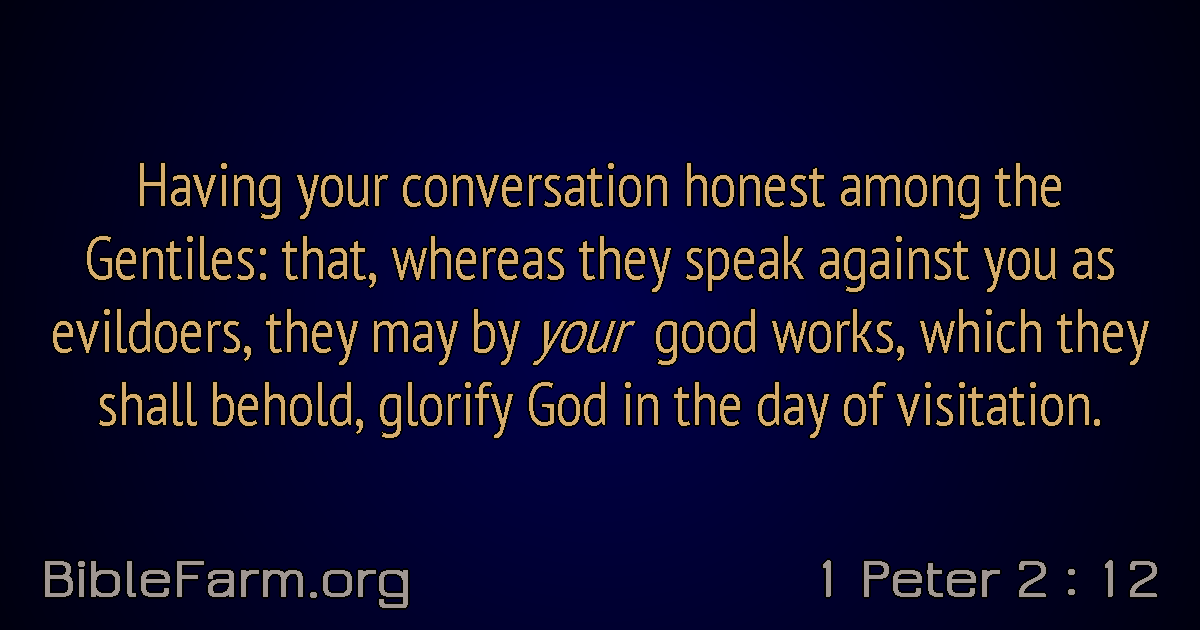 Having your conversation honest among the
Gentiles: that, whereas they speak against you as
evildoers, they may by your good works, which they
shall behold, glorify God in the day of visitation.
BibleFarm.org
1 Peter 2 : 12